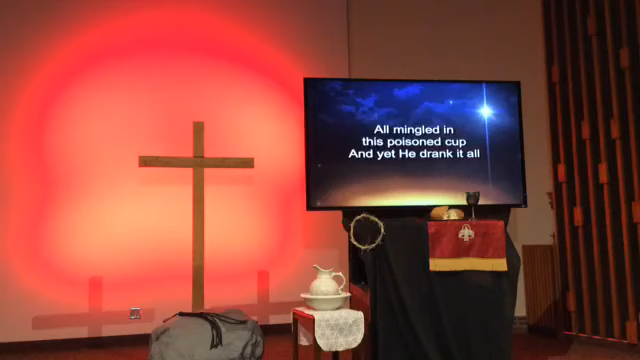 All mingled in
this poisoned cup
And yet He drank it all